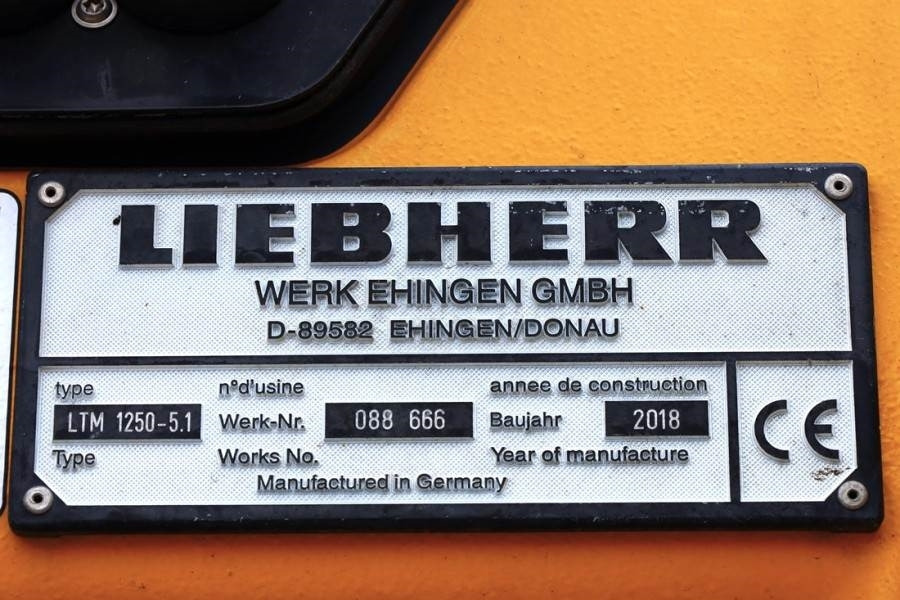 LIEBHERR
WERK EHINGEN GMBH
D-89582 EHINGEN/DONAU
type n°d'usine annee de construction
LTM 1250-5.1 Werk-Nr. 088 666 Baujahr 2018
Type Works No. Year of manufacture
Manufactured in Germany
CE